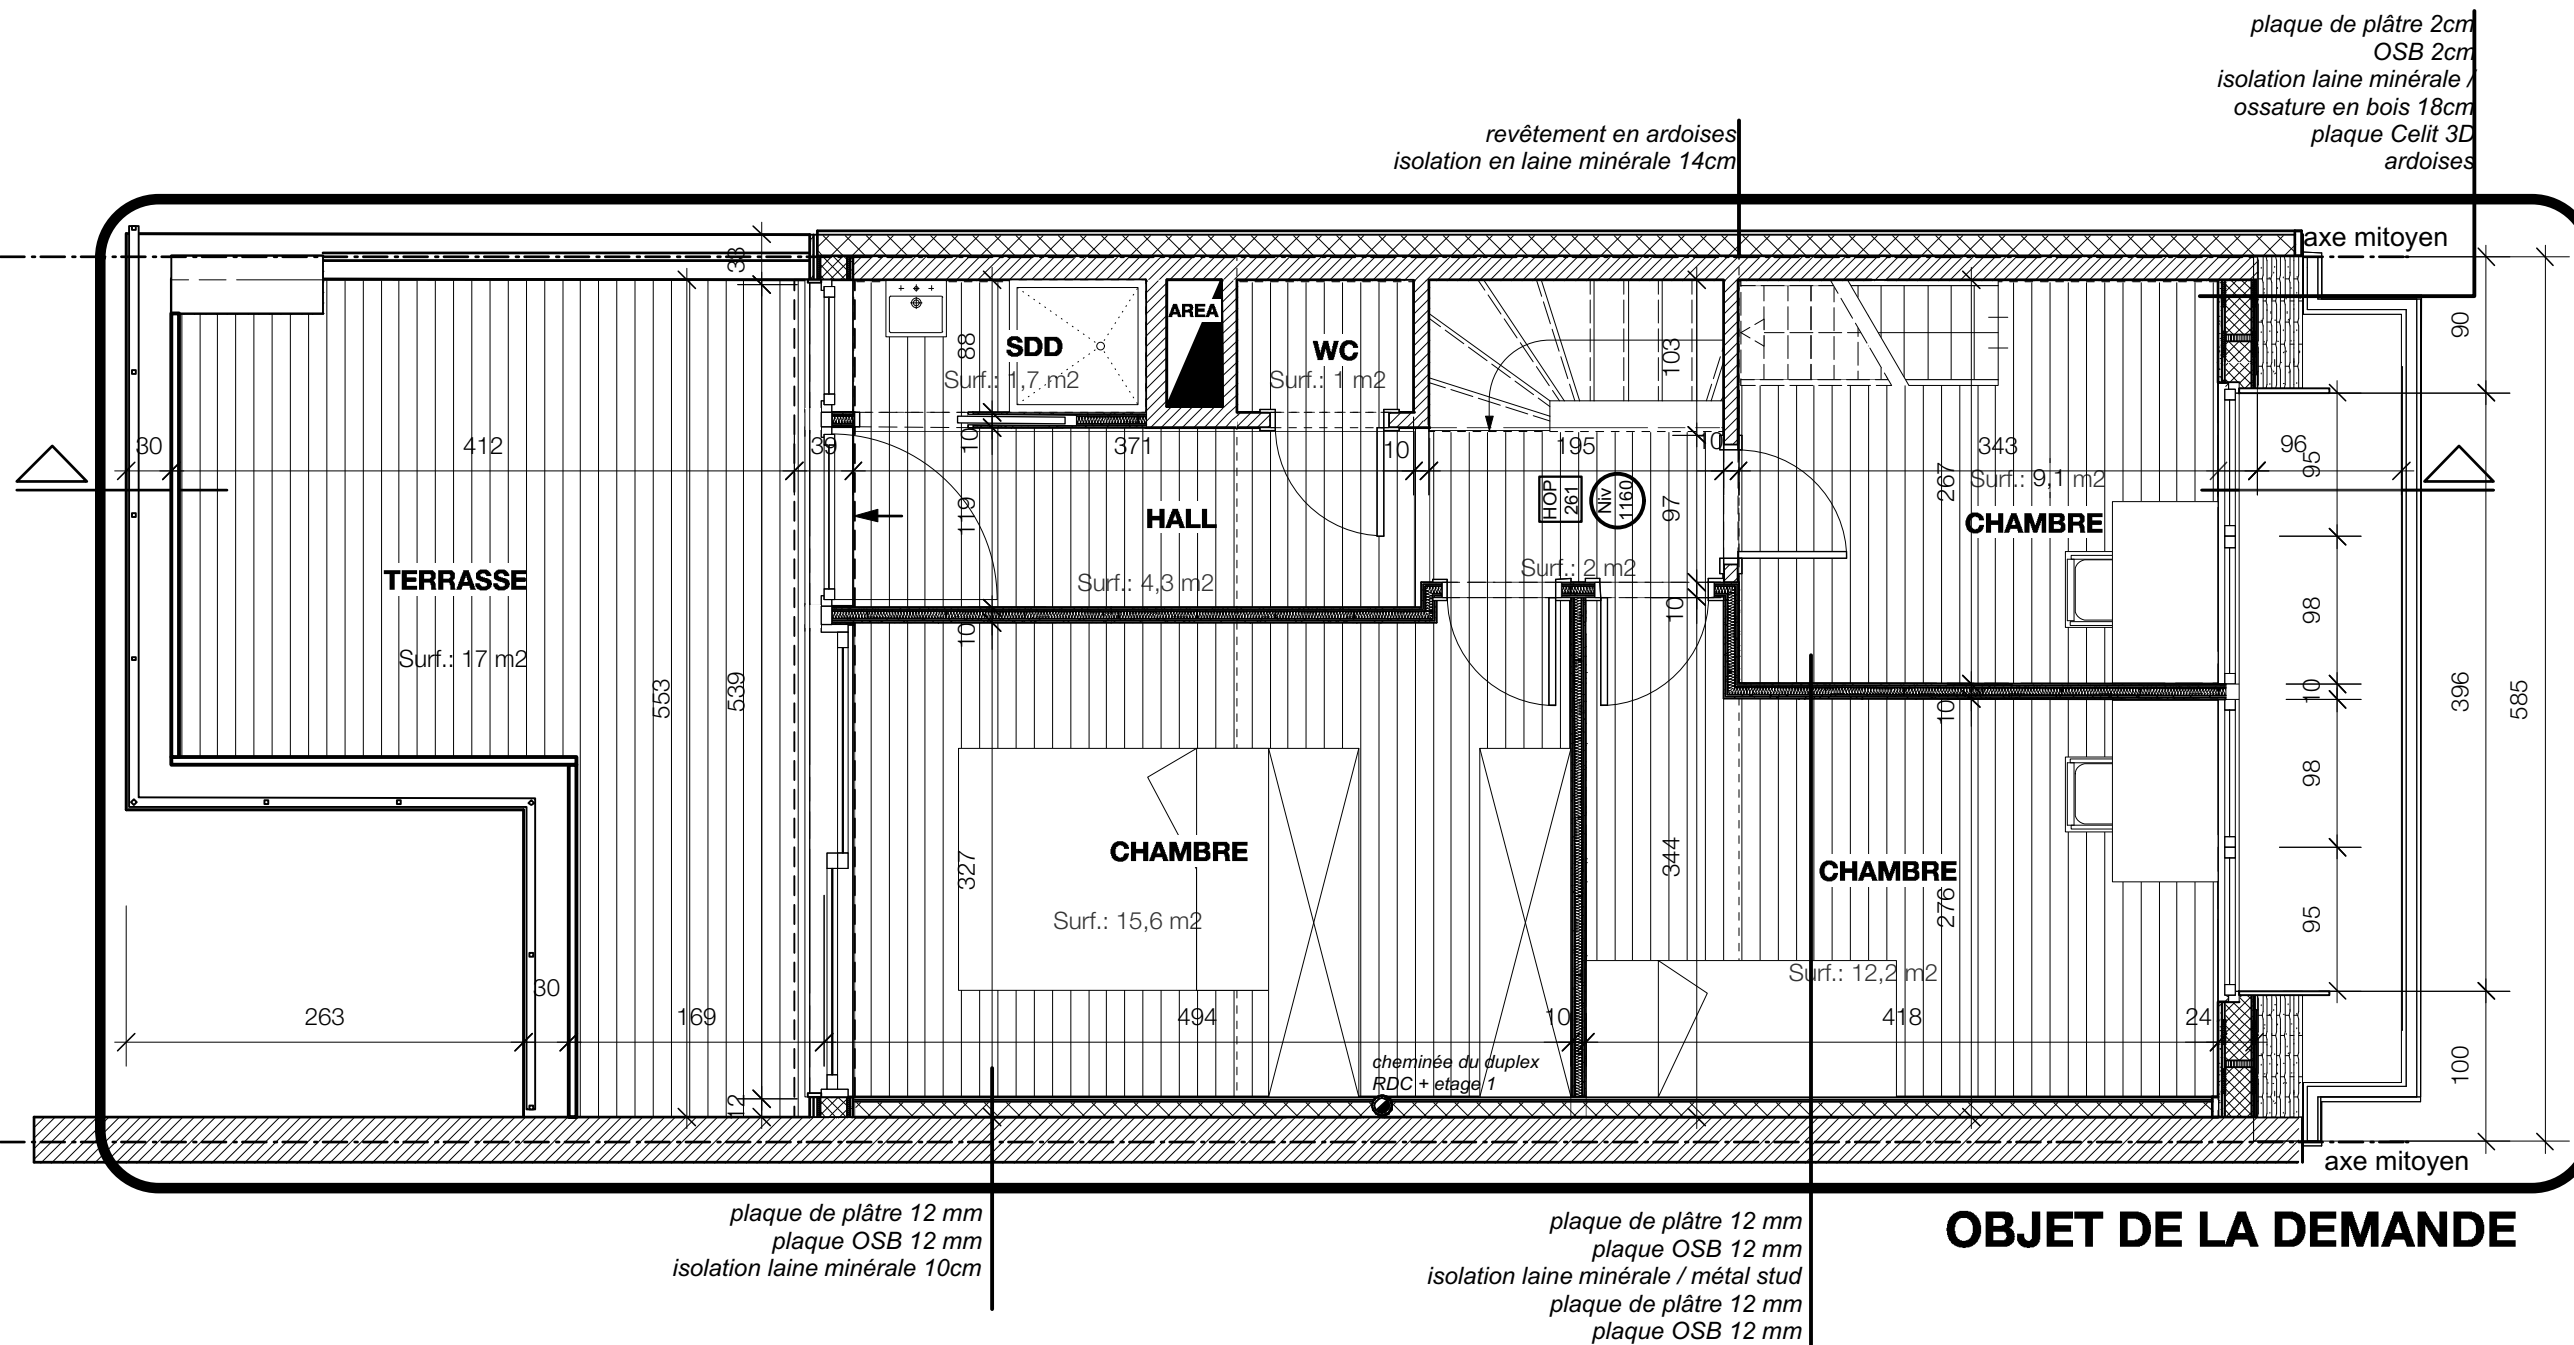 plaque de plâtre 2cm
OSB 2cm
isolation laine minérale /
ossature en bois 18cm
plaque Celit 3D
ardoises
revêtement en ardoises
isolation en laine minérale 14cm
axe mitoyen
38
AREA
90
88
SDD
WC
103
Surf.: 1,7 m2
Surf.: 1 m2
30
412
39
10
371
10
195
10
343
96
95
267
Surf.: 9,1 m2
HOP
261
Niv
1160
119
HALL
97
CHAMBRE
TERRASSE
Surf.: 4,3 m2
Surf.: 2 m2
98
10
10
Surf.: 17 m2
553
539
10
10
396
585
98
327
CHAMBRE
344
CHAMBRE
276
95
Surf.: 15,6 m2
Surf.: 12,2 m2
263
30
169
494
10
418
24
cheminée du duplex
RDC + etage 1
100
12
axe mitoyen
plaque de plâtre 12 mm
plaque OSB 12 mm
isolation laine minérale 10cm
plaque de plâtre 12 mm
plaque OSB 12 mm
isolation laine minérale / métal stud
plaque de plâtre 12 mm
plaque OSB 12 mm
OBJET DE LA DEMANDE